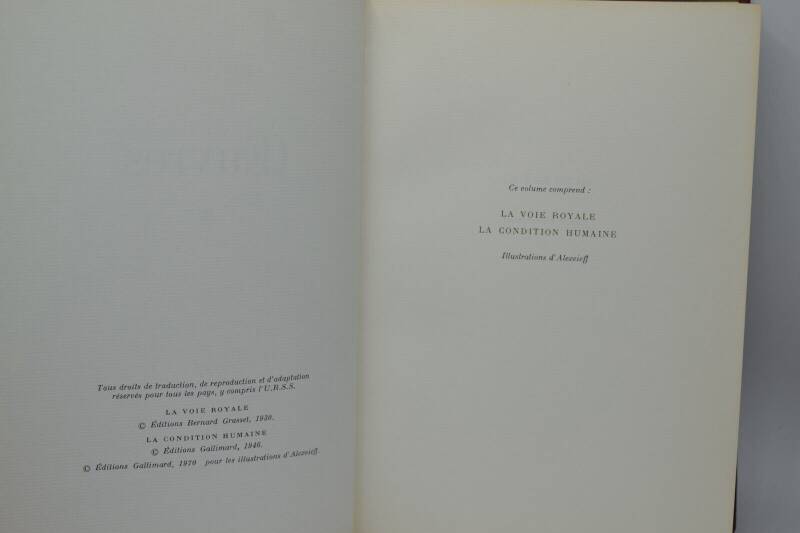 Tous droits de traduction, de reproduction et d'adaptation
réservés pour tous les pays, y compris l'U.R.S.S.
LA VOIE ROYALE
© Éditions Bernard Grasset, 1930.
LA CONDITION HUMAINE
© Éditions Gallimard, 1946.
© Éditions Gallimard, 1970 pour les illustrations d'Alexeieff.
Ce volume comprend :
LA VOIE ROYALE
LA CONDITION HUMAINE
Illustrations d'Alexeieff